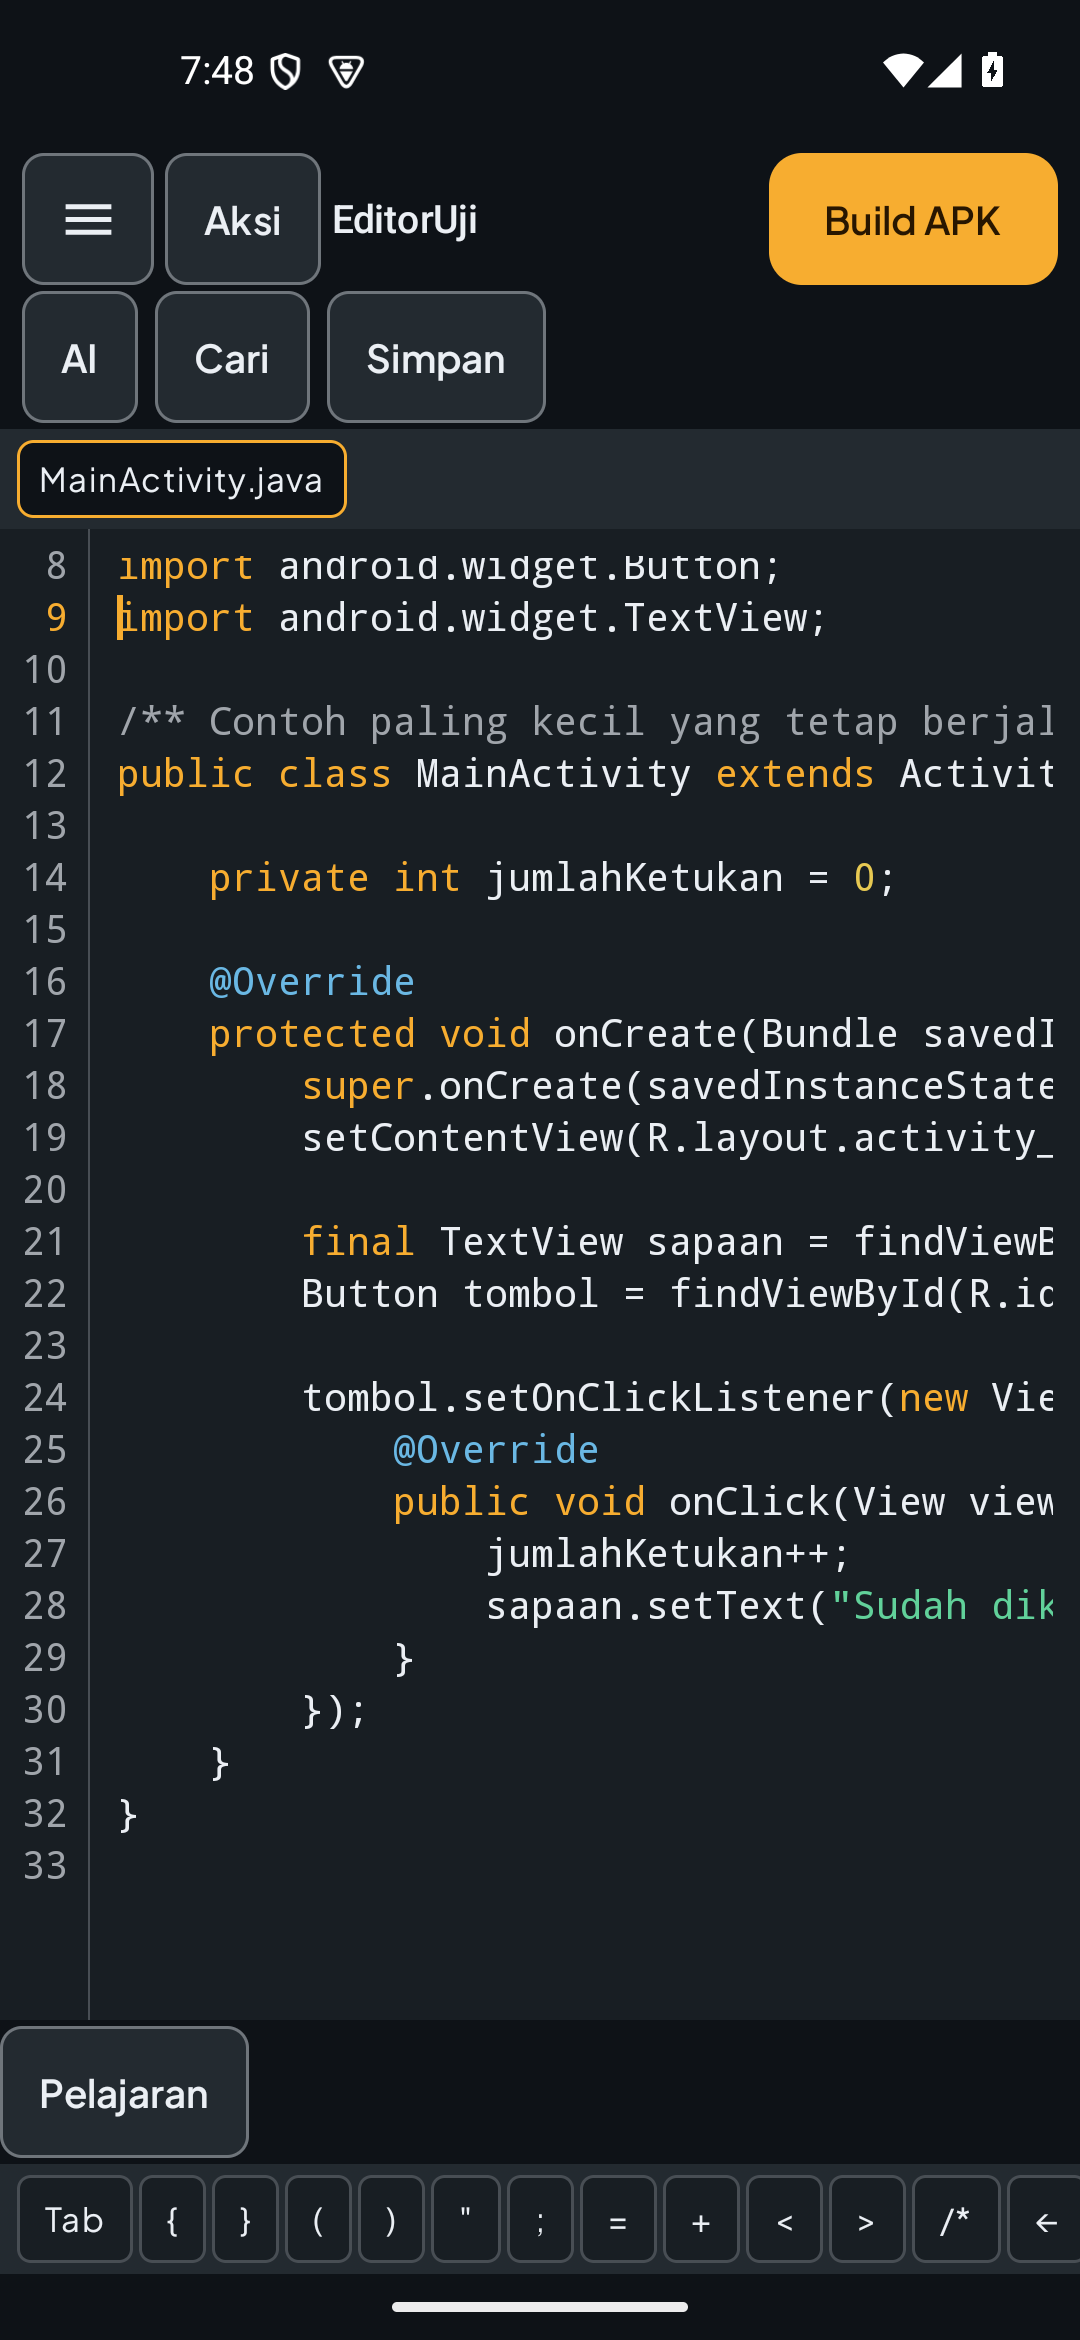 7:48
Aksi EditorUji Build APK
AI Cari Simpan
MainActivity.java
8 import android.widget.Button;
9 import android.widget.TextView;
10
11 /** Contoh paling kecil yang tetap berjal
12 public class MainActivity extends Activit
13
14 private int jumlahKetukan = 0;
15
16 @Override
17 protected void onCreate(Bundle savedI
18 super.onCreate(savedInstanceState
19 setContentView(R.layout.activity_
20
21 final TextView sapaan = findViewB
22 Button tombol = findViewById(R.id
23
24 tombol.setOnClickListener(new Vie
25 @Override
26 public void onClick(View view
27 jumlahKetukan++;
28 sapaan.setText("Sudah dik
29 }
30 });
31 }
32 }
33
Pelajaran
Tab { } ( ) " ; = + < > /* ←